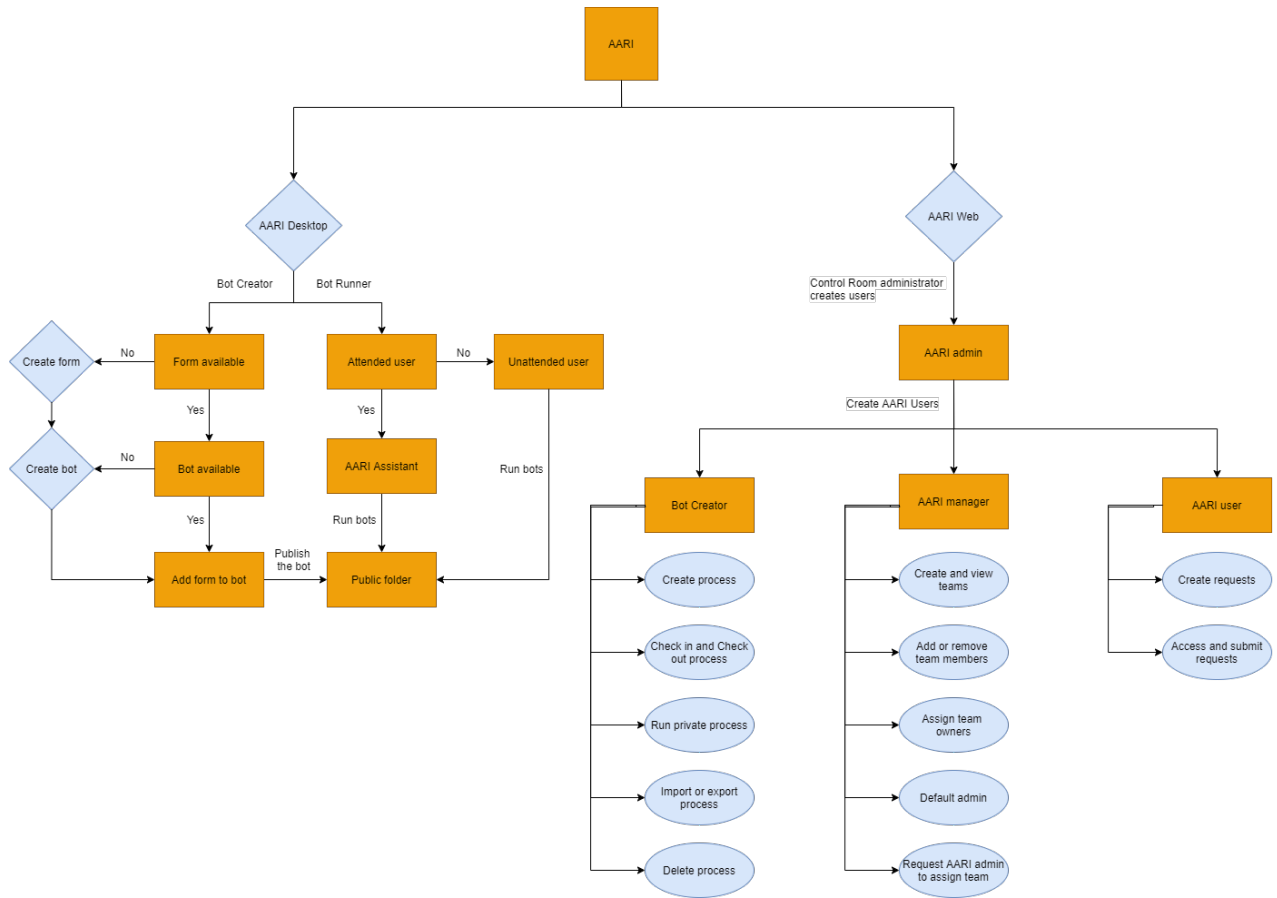 AARI
AARI Desktop
AARI Web
Bot Creator
Bot Runner
Control Room administrator
creates users
Create form
No
Form available
Attended user
No
Unattended user
AARI admin
Yes
Yes
Create AARI Users
Create bot
No
Bot available
AARI Assistant
Run bots
Bot Creator
AARI manager
AARI user
Yes
Run bots
Add form to bot
Publish
the bot
Public folder
Create process
Create and view
teams
Create requests
Check in and Check
out process
Add or remove
team members
Access and submit
requests
Run private process
Assign team
owners
Import or export
process
Default admin
Delete process
Request AARI admin
to assign team